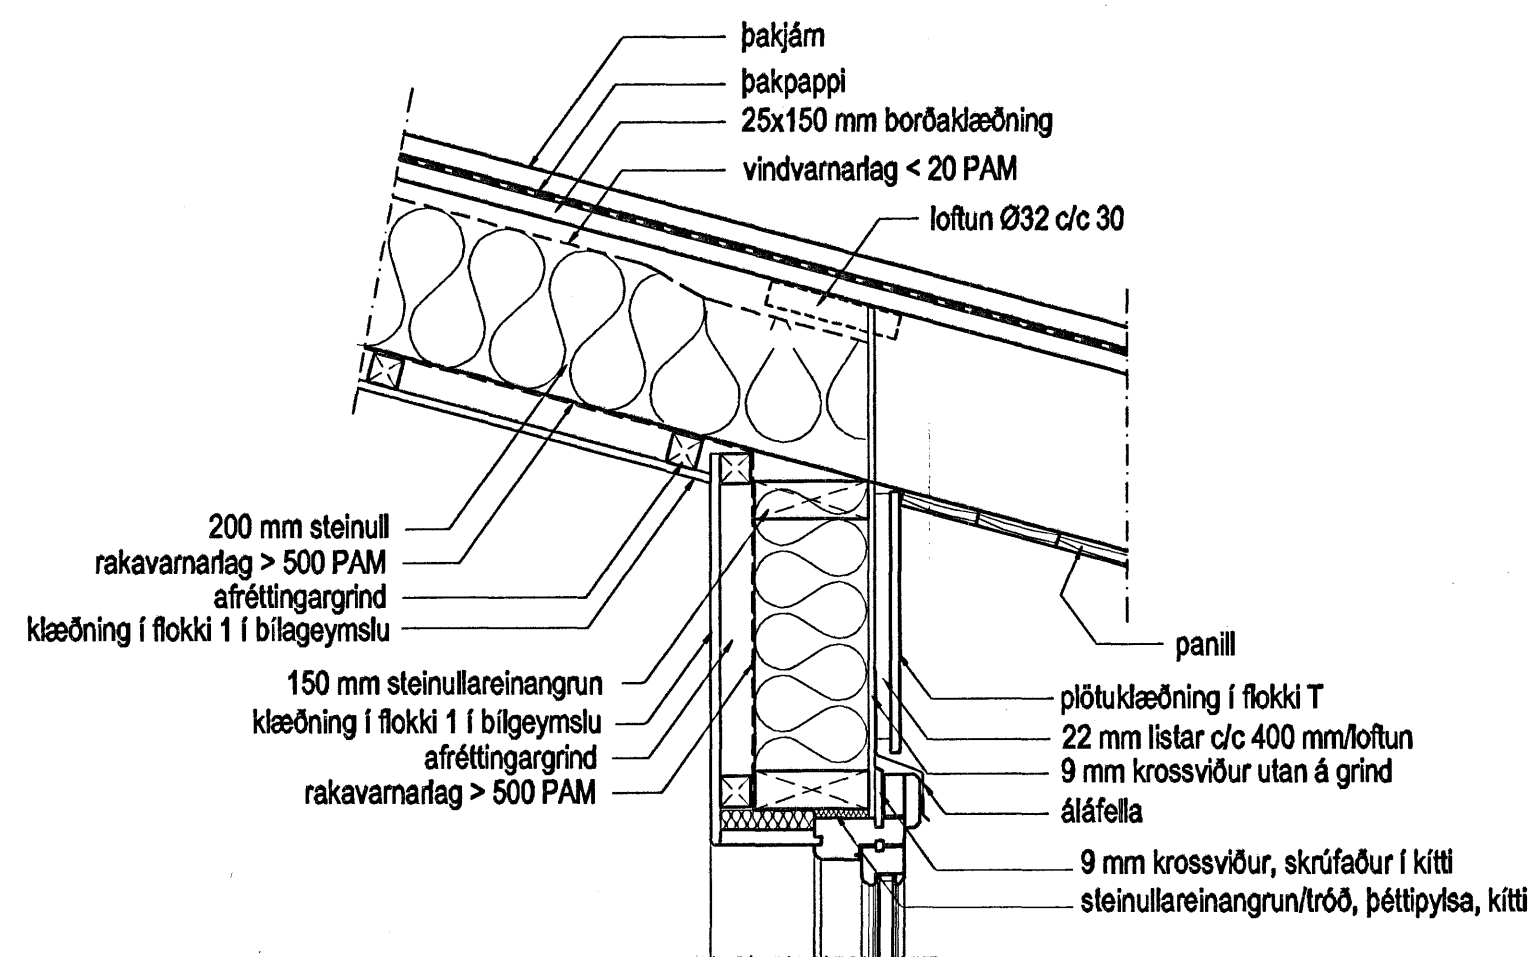 þakjárn
þakpappi
25x150 mm borðaklæðning
vindvarnarlag < 20 PAM
loftun Ø32 c/c 30
200 mm steinull
rakavarnarlag > 500 PAM
afréttingargrind
klæðning í flokki 1 í bílageymslu
150 mm steinullareinangrun
klæðning í flokki 1 í bílgeymslu
afréttingargrind
rakavarnarlag > 500 PAM
panill
plötuklæðning í flokki T
22 mm listar c/c 400 mm/loftun
9 mm krossviður utan á grind
áláfella
9 mm krossviður, skrúfaður í kítti
steinullareinangrun/tróð, þéttipylsa, kítti